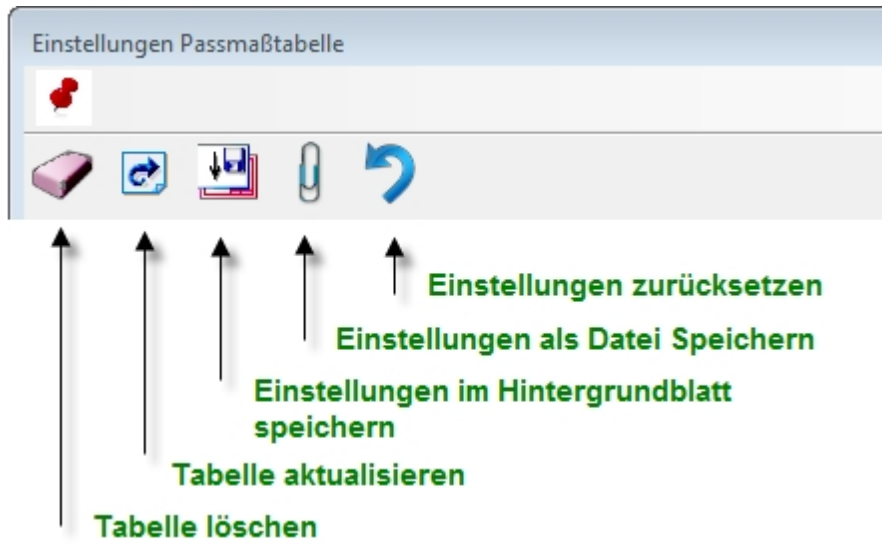 Einstellungen Passmaßtabelle
Einstellungen zurücksetzen
Einstellungen als Datei Speichern
Einstellungen im Hintergrundblatt
speichern
Tabelle aktualisieren
Tabelle löschen